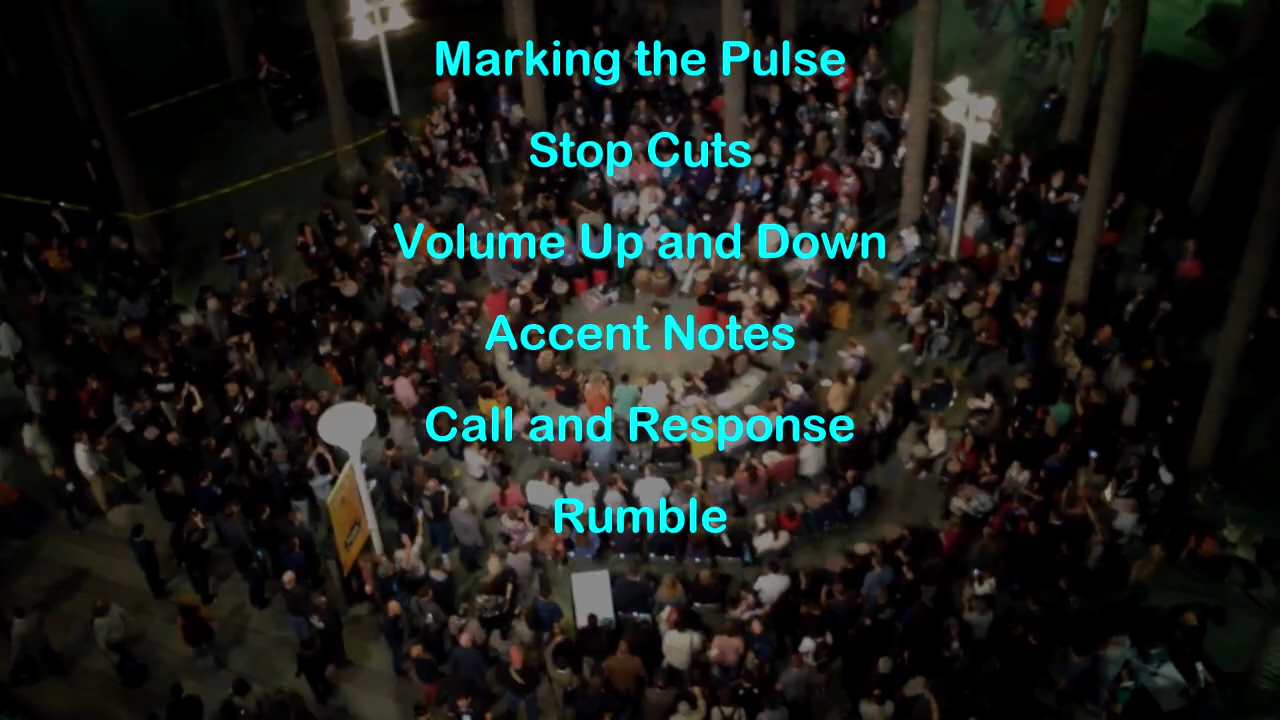 Marking the Pulse
Stop Cuts
Volume Up and Down
Accent Notes
Call and Response
Rumble